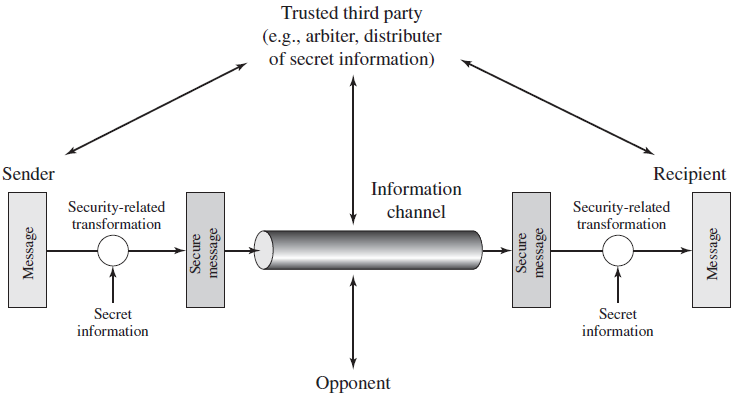 Trusted third party
(e.g., arbiter, distributer
of secret information)
Sender
Recipient
Information
channel
Security-related
transformation
Security-related
transformation
Message
Secure
message
Secure
message
Message
Secret
information
Secret
information
Opponent